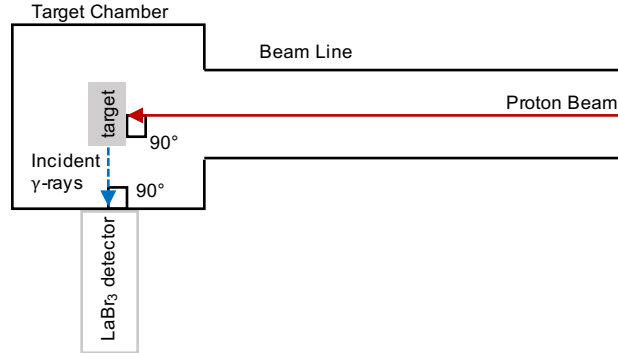 Target Chamber
Beam Line
Proton Beam
target
90°
Incident
γ-rays
90°
LaBr₃ detector